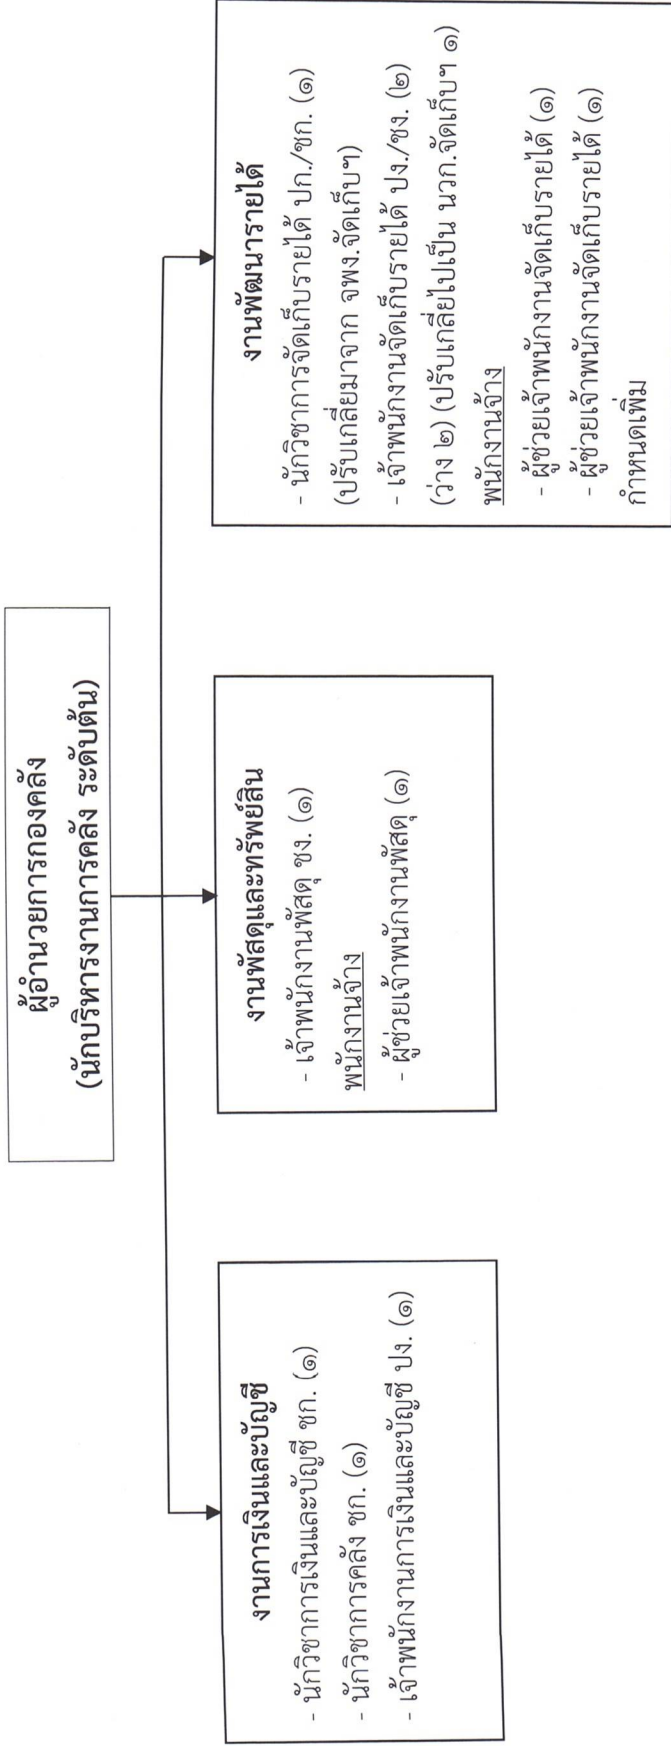 ผู้อำนวยการกองคลัง
(นักบริหารงานการคลัง ระดับต้น)
งานการเงินและบัญชี
- นักวิชาการเงินและบัญชี ชก. (๑)
- นักวิชาการคลัง ชก. (๑)
- เจ้าพนักงานการเงินและบัญชี ปง. (๑)
งานพัสดุและทรัพย์สิน
- เจ้าพนักงานพัสดุ ชง. (๑)
พนักงานจ้าง
- ผู้ช่วยเจ้าพนักงานพัสดุ (๑)
งานพัฒนารายได้
- นักวิชาการจัดเก็บรายได้ ปก./ชก. (๑)
(ปรับเกลี่ยมาจาก จพง.จัดเก็บฯ)
- เจ้าพนักงานจัดเก็บรายได้ ปง./ชง. (๒)
(ว่าง ๒) (ปรับเกลี่ยไปเป็น นวก.จัดเก็บฯ ๑)
พนักงานจ้าง
- ผู้ช่วยเจ้าพนักงานจัดเก็บรายได้ (๑)
- ผู้ช่วยเจ้าพนักงานจัดเก็บรายได้ (๑)
กำหนดเพิ่ม